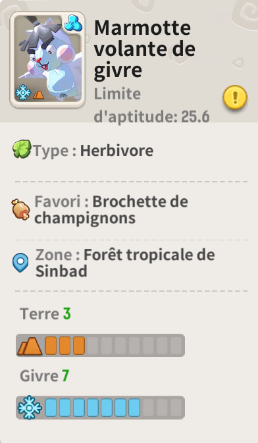 Marmotte
volante de
givre
Limite
d'aptitude: 25.6
Type : Herbivore
Favori : Brochette de
champignons
Zone : Forêt tropicale de
Sinbad
Terre 3
Givre 7